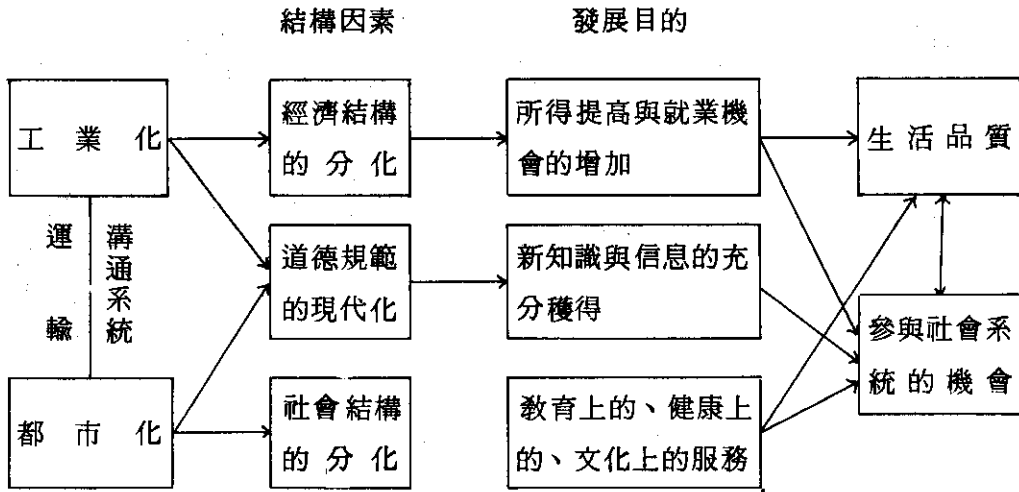 結構因素
發展目的
工業化
經濟結構
的分化
所得提高與就業機
會的增加
生活品質
運輸
溝通系統
道德規範
的現代化
新知識與信息的充
分穫得
參與社會系
統的機會
都市化
社會結構
的分化
教育上的、健康上
的、文化上的服務